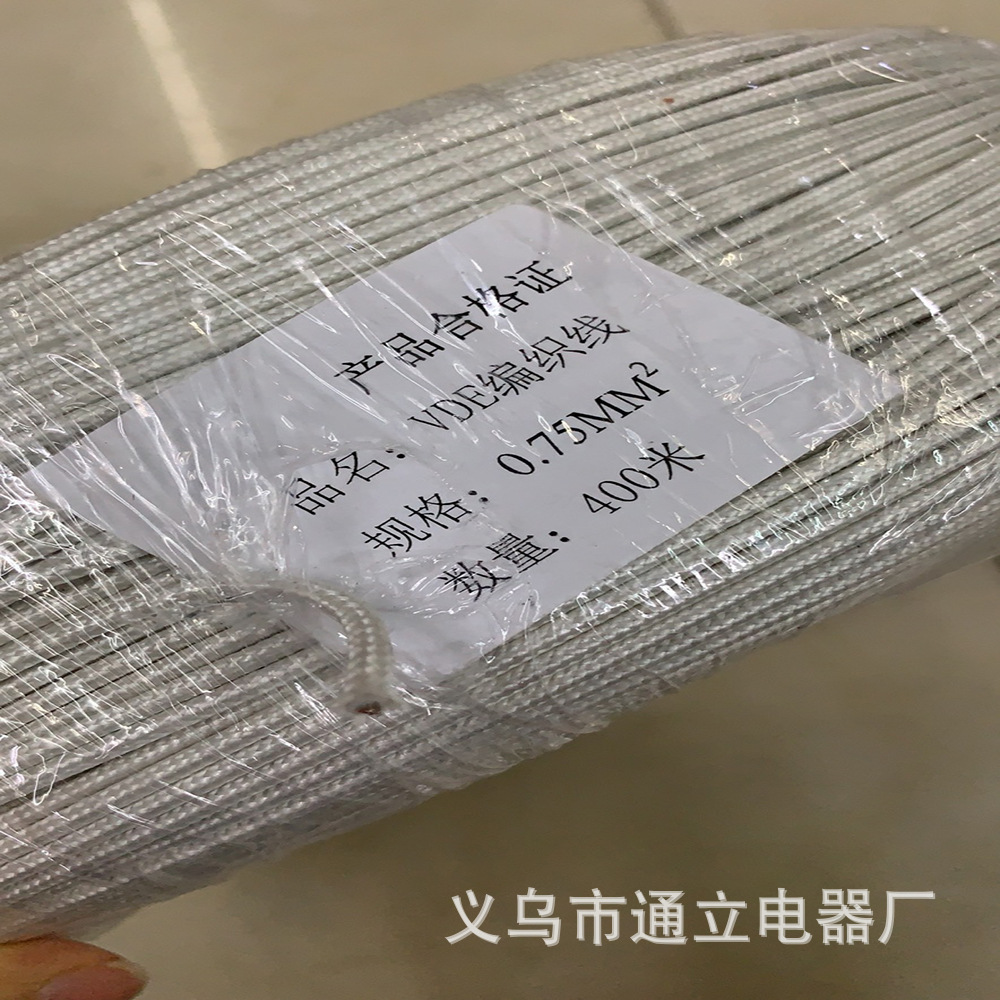 产品合格证
品名： VDE编织线
规格： 0.75MM²
数量： 400米
义乌市通立电器厂